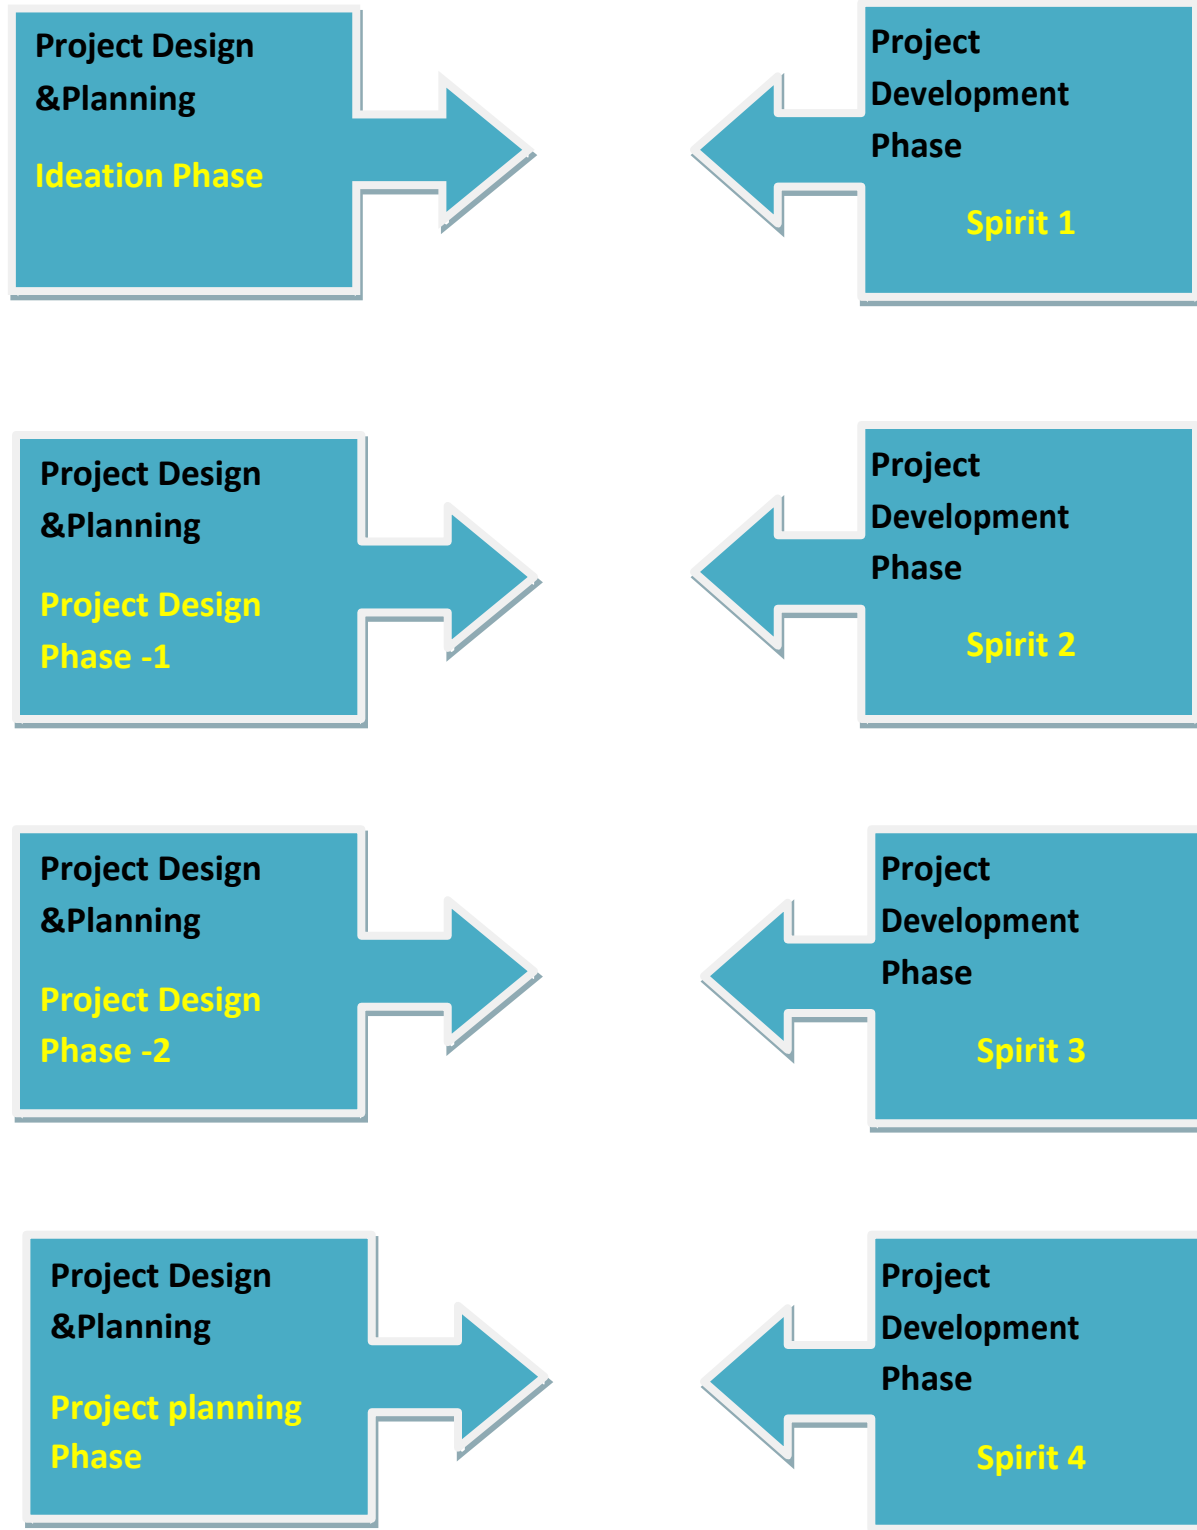 Project Design
&Planning
Ideation Phase
Project
Development
Phase
Spirit 1
Project Design
&Planning
Project Design
Phase -1
Project
Development
Phase
Spirit 2
Project Design
&Planning
Project Design
Phase -2
Project
Development
Phase
Spirit 3
Project Design
&Planning
Project planning
Phase
Project
Development
Phase
Spirit 4